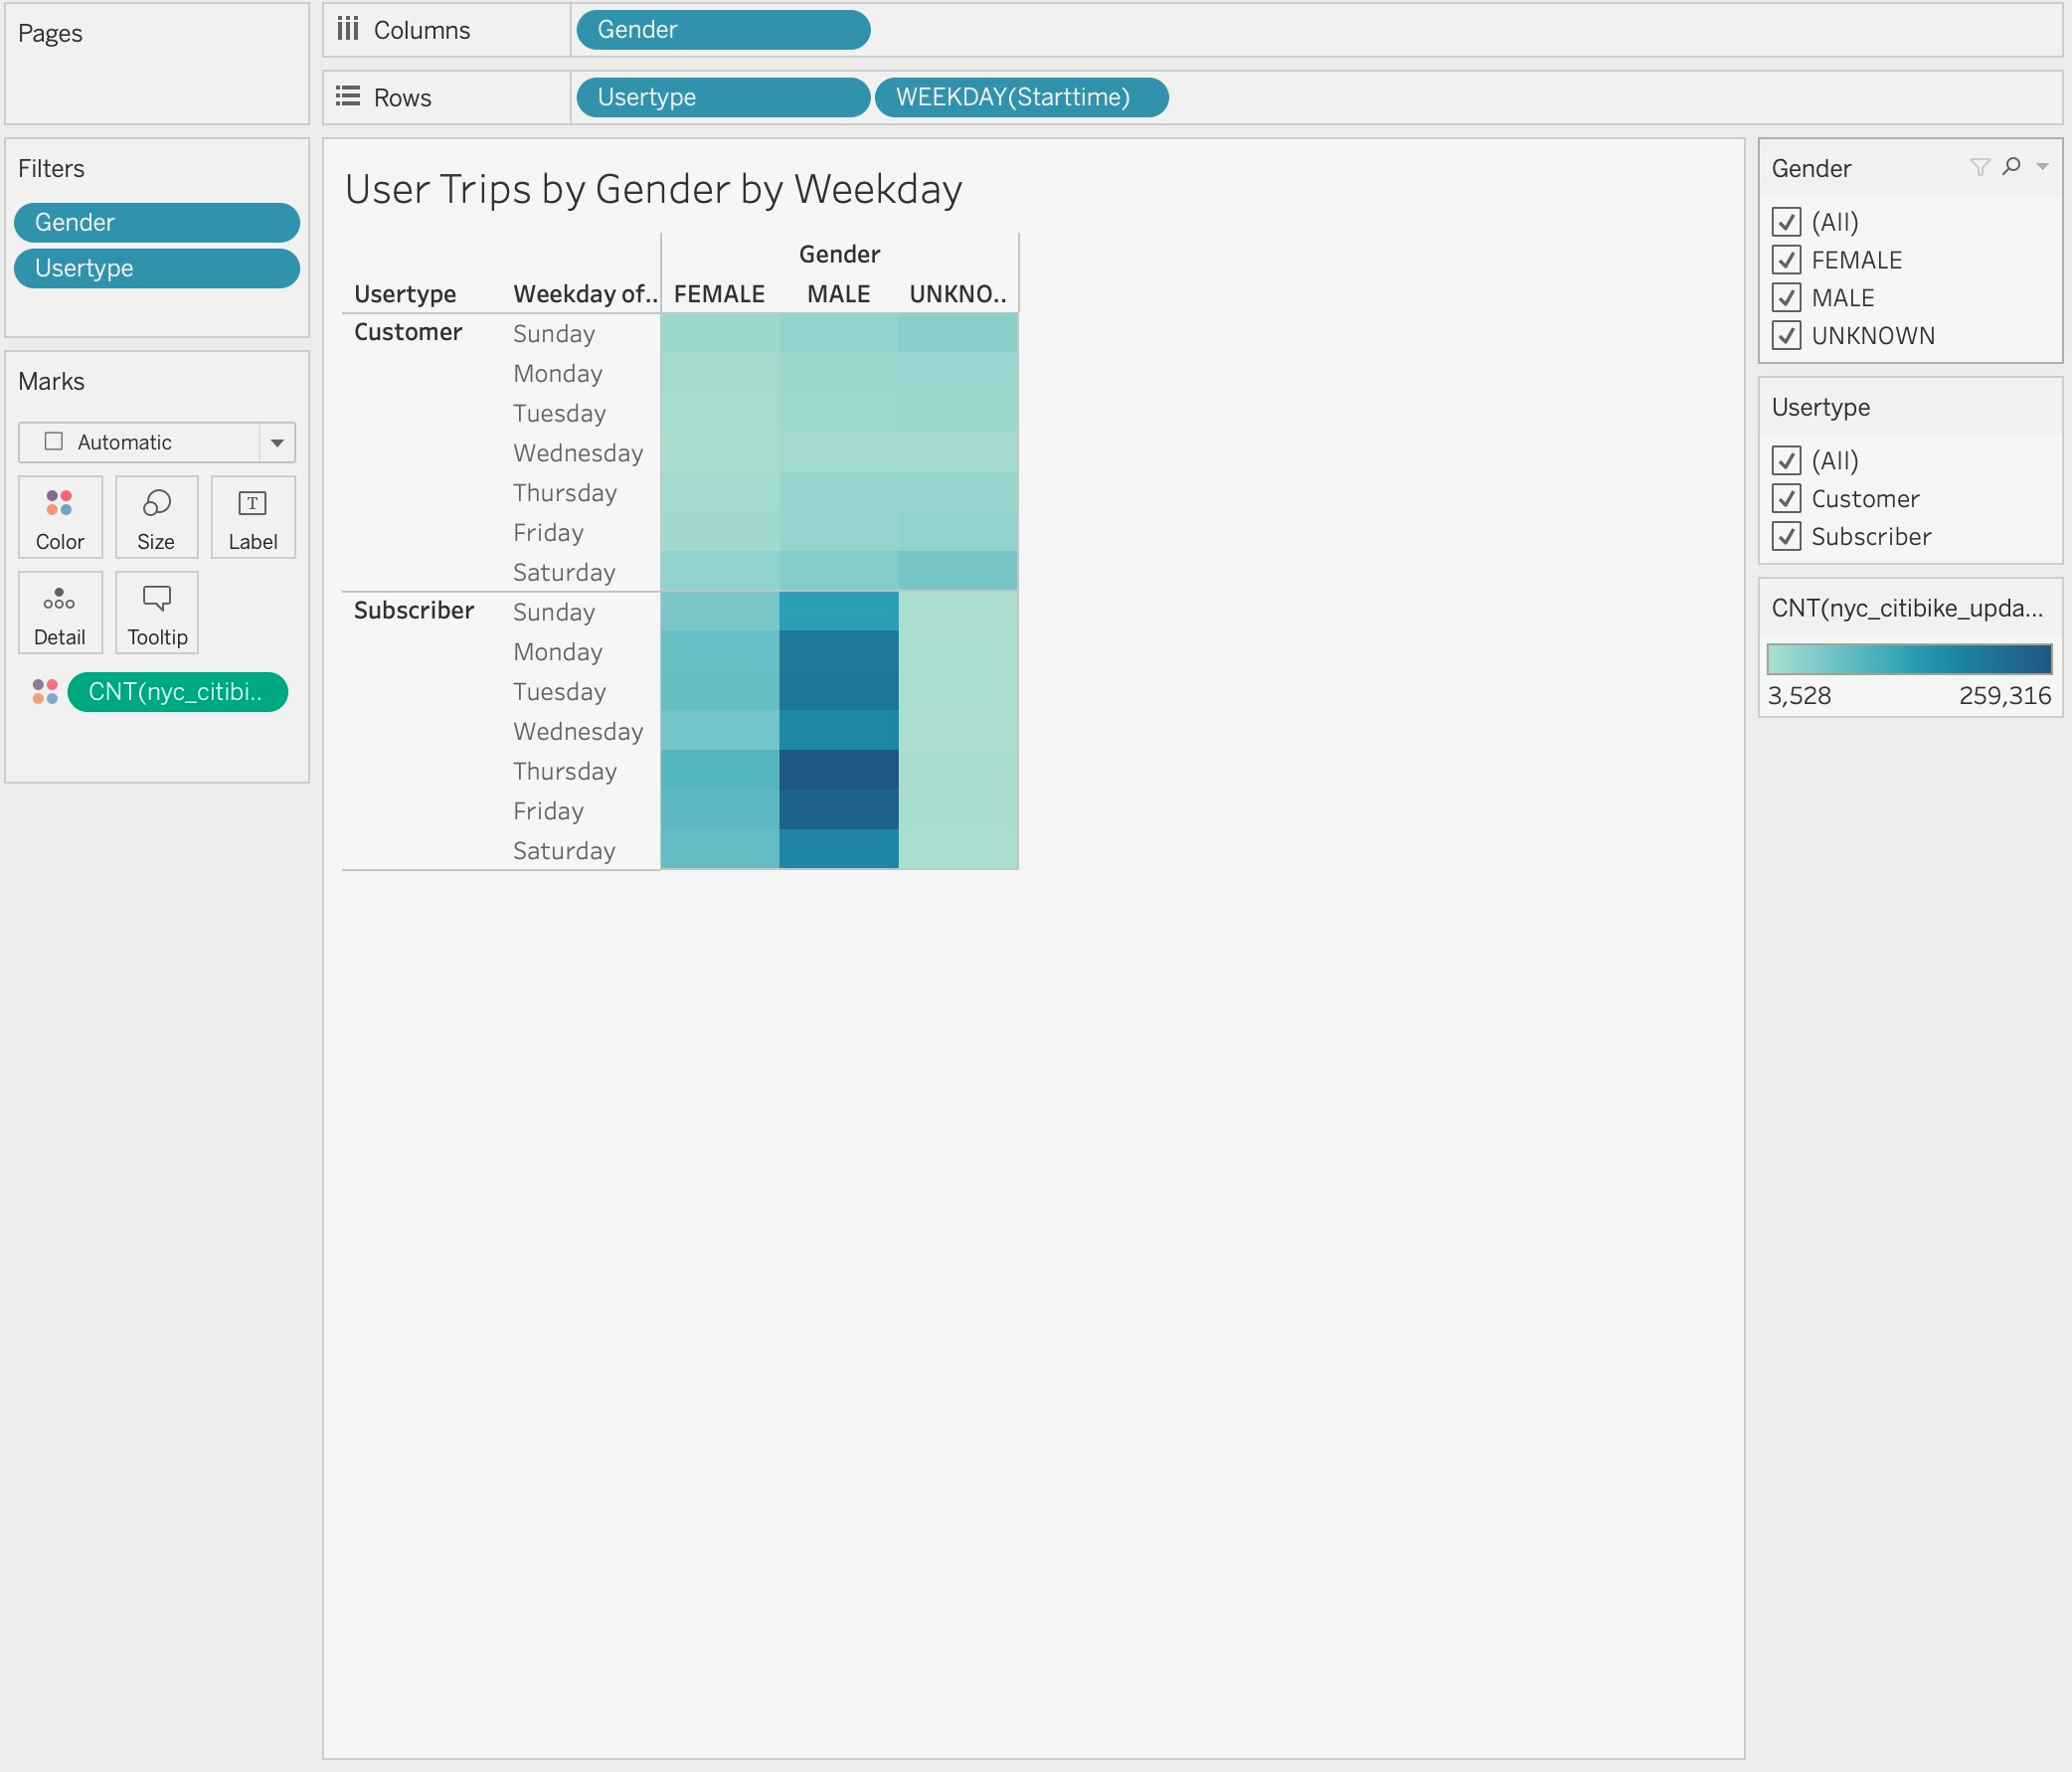 Pages
Columns Gender
Rows Usertype WEEKDAY(Starttime)
Filters
Gender
Usertype
Marks
Automatic
Color Size Label
Detail Tooltip
CNT(nyc_citibi..
User Trips by Gender by Weekday
Gender
Usertype Weekday of.. FEMALE MALE UNKNO..
Customer Sunday
Monday
Tuesday
Wednesday
Thursday
Friday
Saturday
Subscriber Sunday
Monday
Tuesday
Wednesday
Thursday
Friday
Saturday
Gender
(All)
FEMALE
MALE
UNKNOWN
Usertype
(All)
Customer
Subscriber
CNT(nyc_citibike_upda...
3,528 259,316